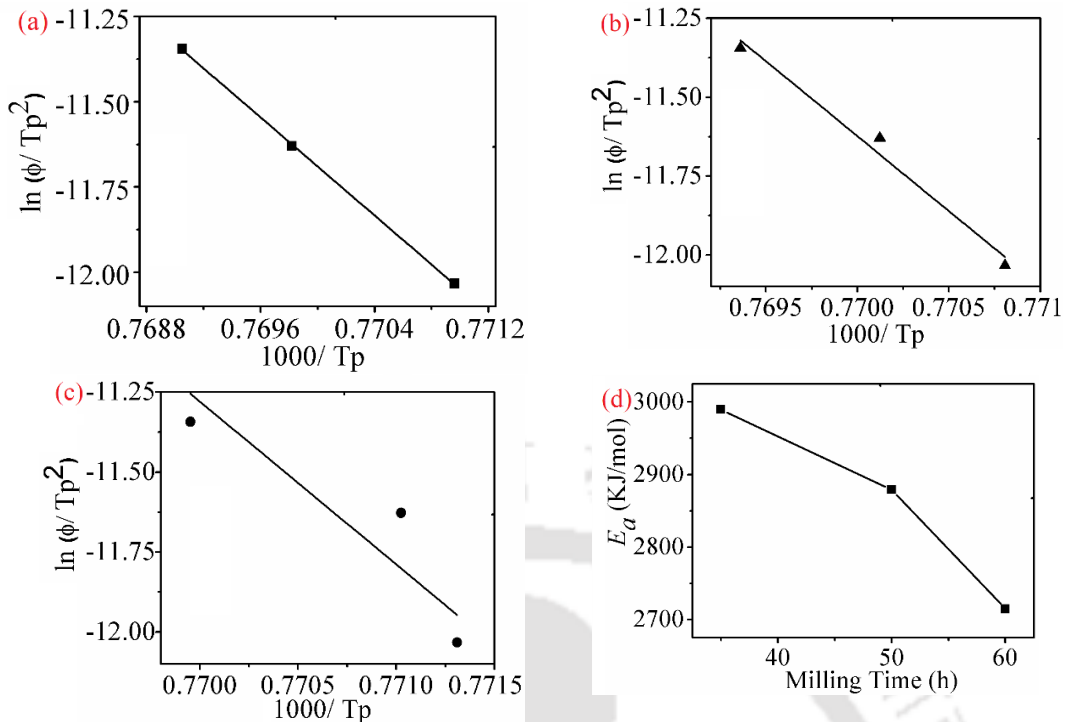 (a)
-11.25
-11.50
-11.75
-12.00
ln (ϕ/ Tp²)
0.7688 0.7696 0.7704 0.7712
1000/ Tp
(b)
-11.25
-11.50
-11.75
-12.00
ln (ϕ/ Tp²)
0.7695 0.7700 0.7705 0.771
1000/ Tp
(c)
-11.25
-11.50
-11.75
-12.00
ln (ϕ/ Tp²)
0.7700 0.7705 0.7710 0.7715
1000/ Tp
(d)
3000
2900
2800
2700
Ea (KJ/mol)
40 50 60
Milling Time (h)